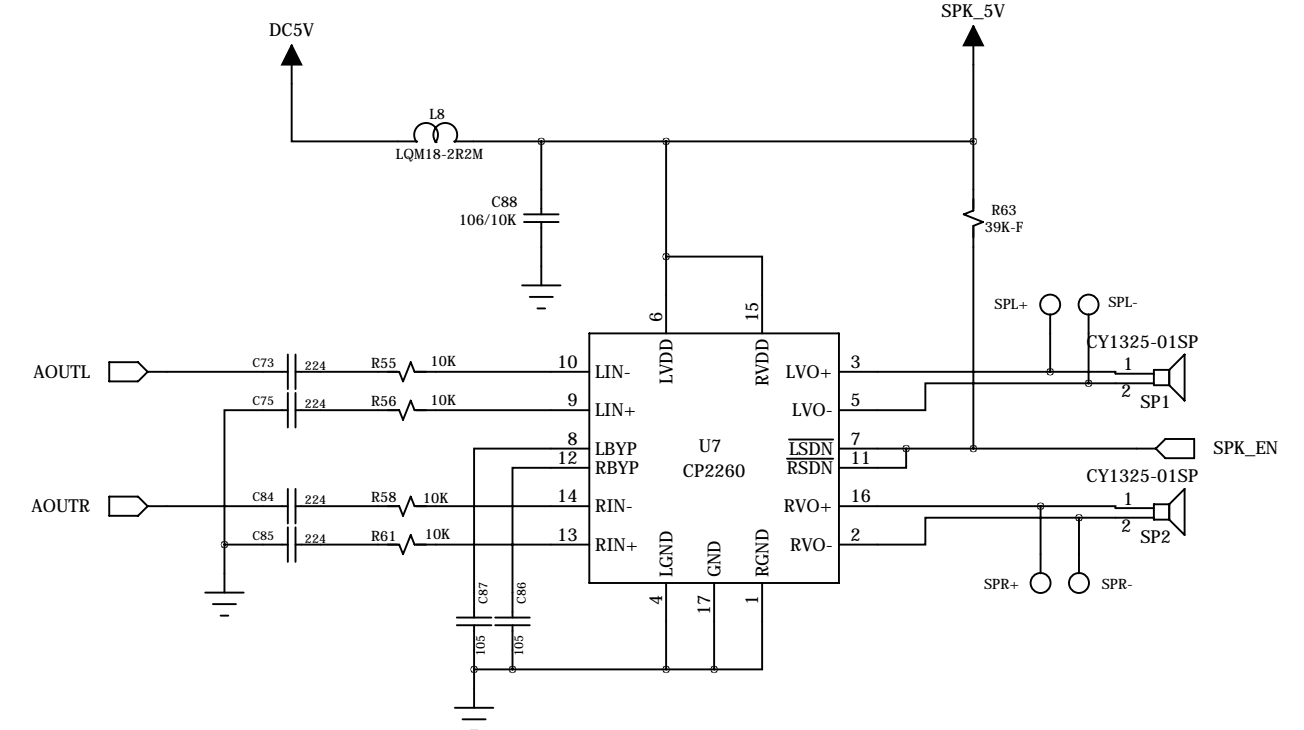 SPK_5V
DC5V
L8
LQM18-2R2M
C88
106/10K
R63
39K-F
6
15
SPL+
SPL-
CY1325-01SP
LVDD
RVDD
AOUTL
C73
224
R55
10K
10
LIN-
LVO+
3
1
2
SP1
C75
224
R56
10K
9
LIN+
LVO-
5
8
LBYP
U7
LSDN
7
SPK_EN
12
RBYP
CP2260
RSDN
11
CY1325-01SP
AOUTR
C84
224
R58
10K
14
RIN-
RVO+
16
1
2
SP2
C85
224
R61
10K
13
RIN+
RVO-
2
LGND
GND
RGND
C87
C86
4
17
1
SPR+
SPR-
105
105